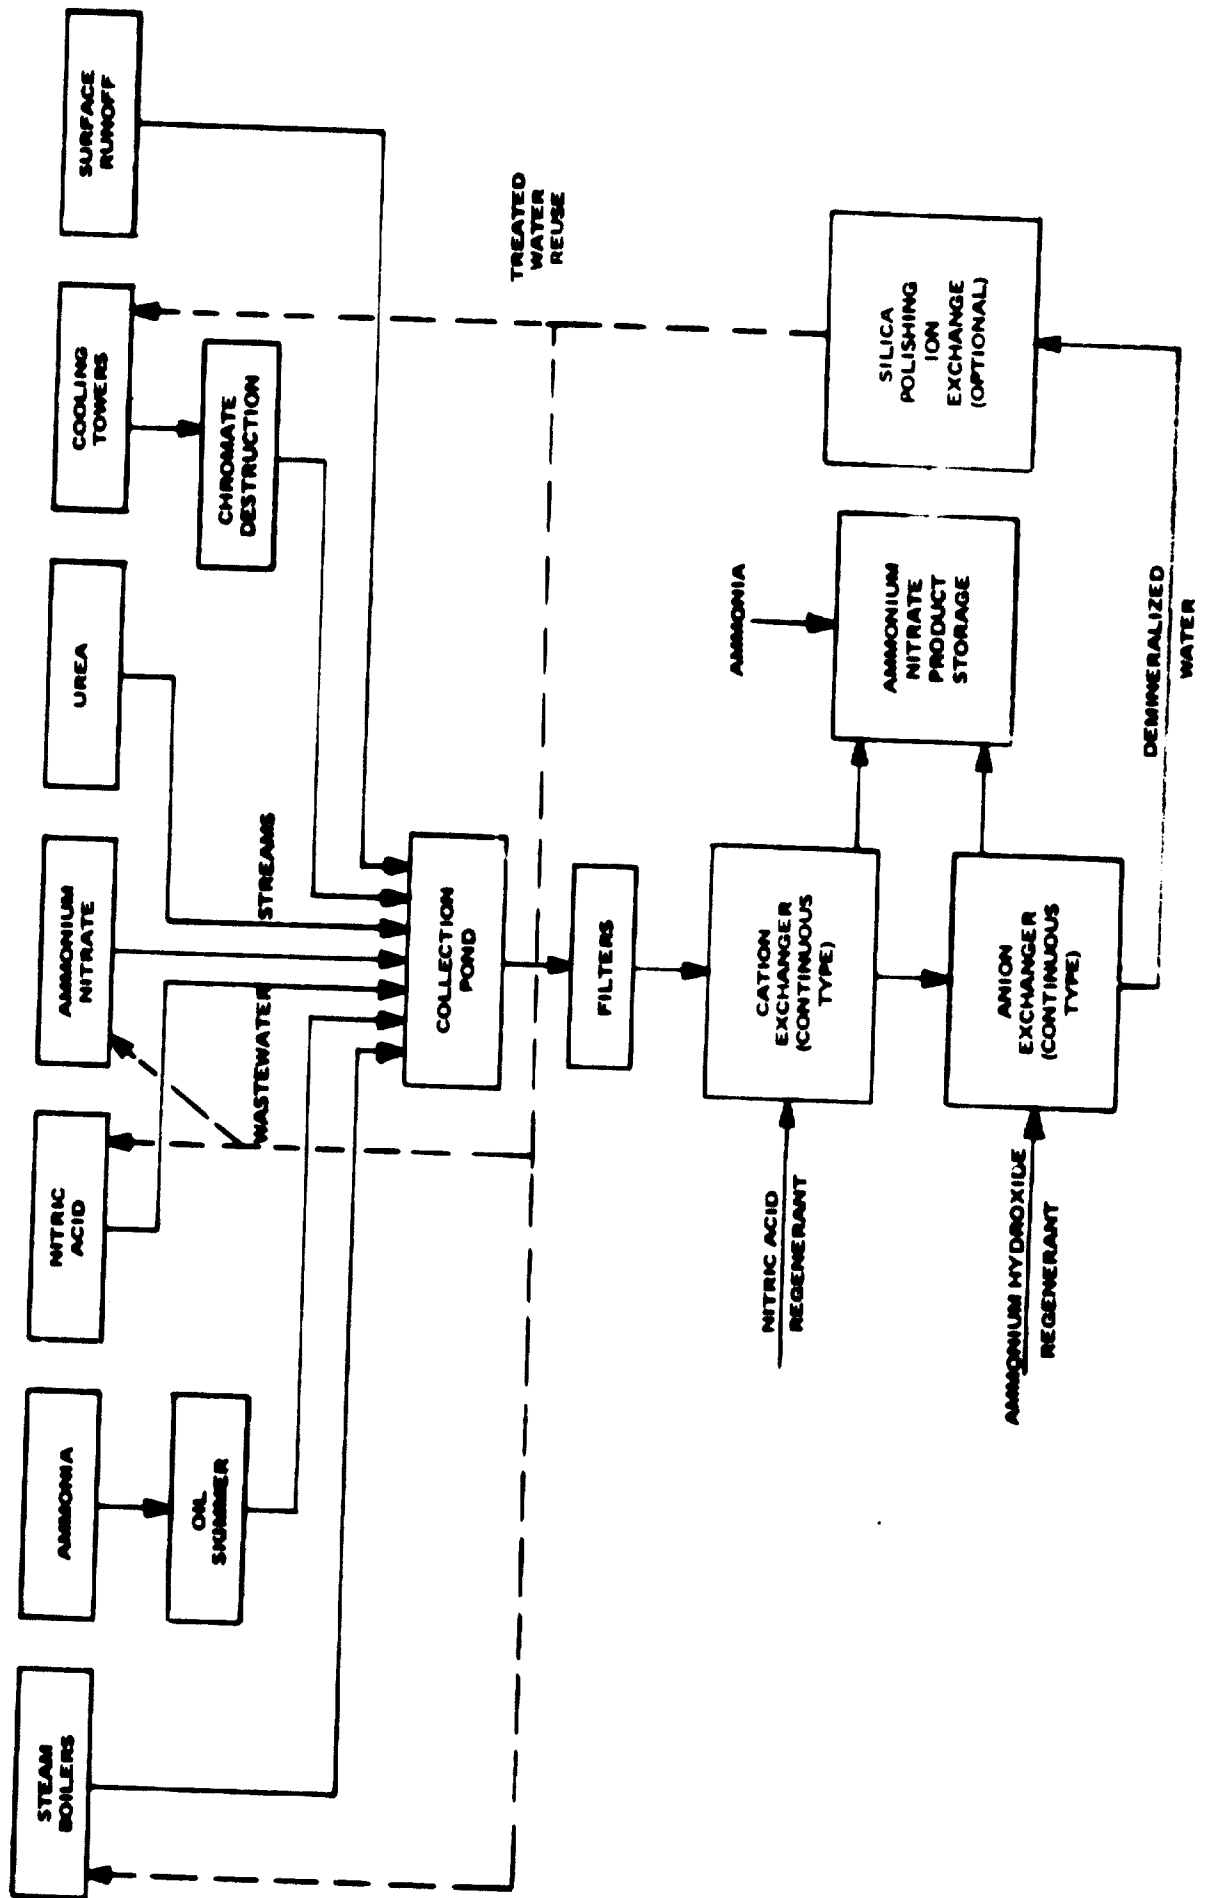 STEAM
BOILERS
AMMONIA
NITRIC
ACID
AMMONIUM
NITRATE
UREA
COOLING
TOWERS
SURFACE
RUNOFF
OIL
SKIMMER
CHROMATE
DESTRUCTION
WASTEWATER STREAMS
COLLECTION
POND
TREATED
WATER
REUSE
FILTERS
NITRIC ACID
REGENERANT
CATION
EXCHANGER
(CONTINUOUS
TYPE)
AMMONIA
AMMONIUM
NITRATE
PRODUCT
STORAGE
SILICA
POLISHING
ION
EXCHANGE
(OPTIONAL)
AMMONIUM HYDROXIDE
REGENERANT
ANION
EXCHANGER
(CONTINUOUS
TYPE)
DEMINERALIZED
WATER